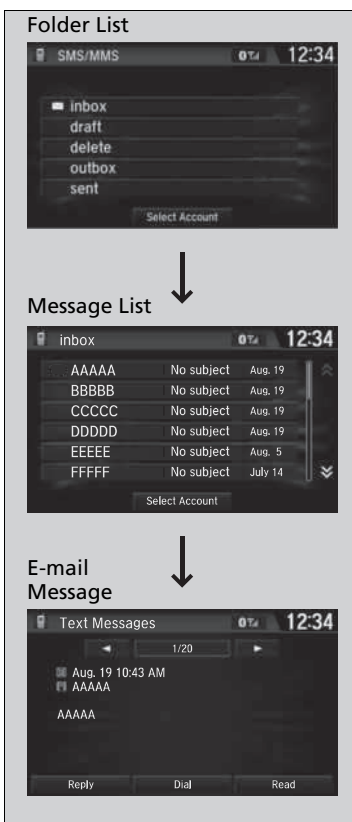 Folder List
SMS/MMS 12:34
inbox
draft
delete
outbox
sent
Select Account
Message List
inbox 12:34
AAAAA No subject Aug. 19
BBBBB No subject Aug. 19
CCCCC No subject Aug. 19
DDDDD No subject Aug. 19
EEEEE No subject Aug. 5
FFFFF No subject July 14
Select Account
E-mail
Message
Text Messages 12:34
1/20
Aug. 19 10:43 AM
AAAAA
AAAAA
Reply Dial Read